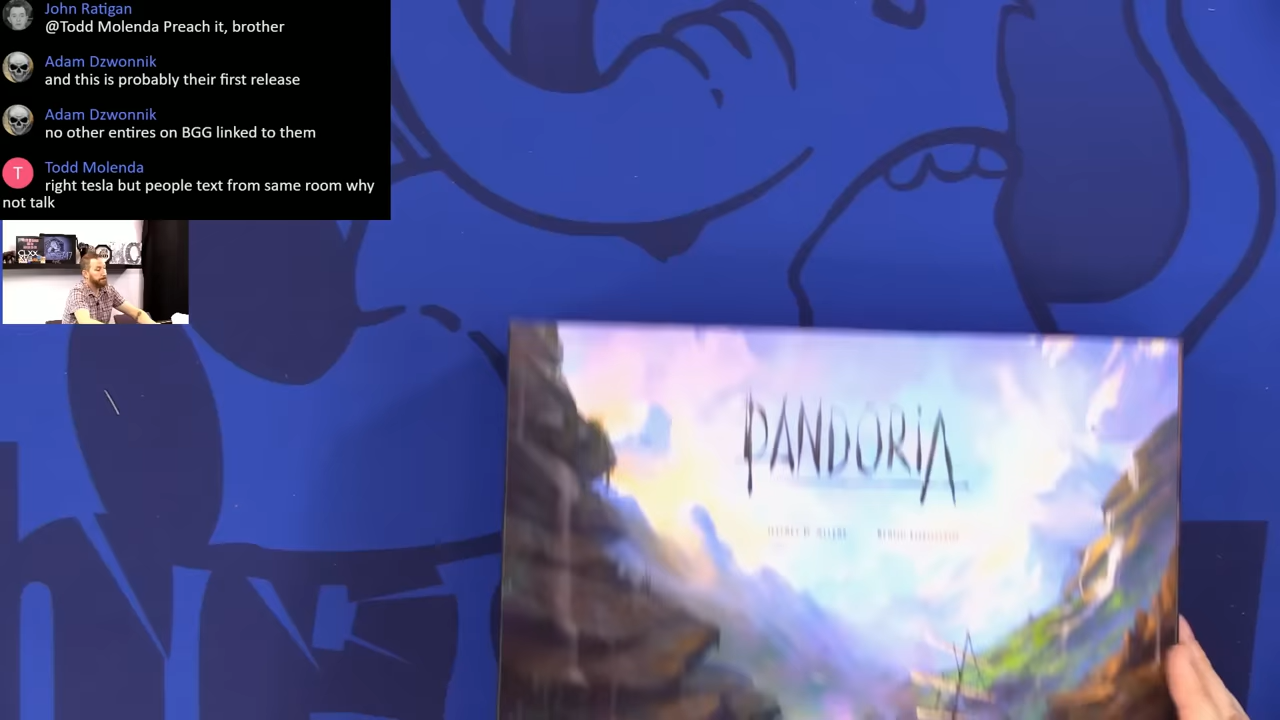 John Ratigan
@Todd Molenda Preach it, brother
Adam Dzwonnik
and this is probably their first release
Adam Dzwonnik
no other entires on BGG linked to them
T
Todd Molenda
right tesla but people text from same room why
not talk
PANDORIA